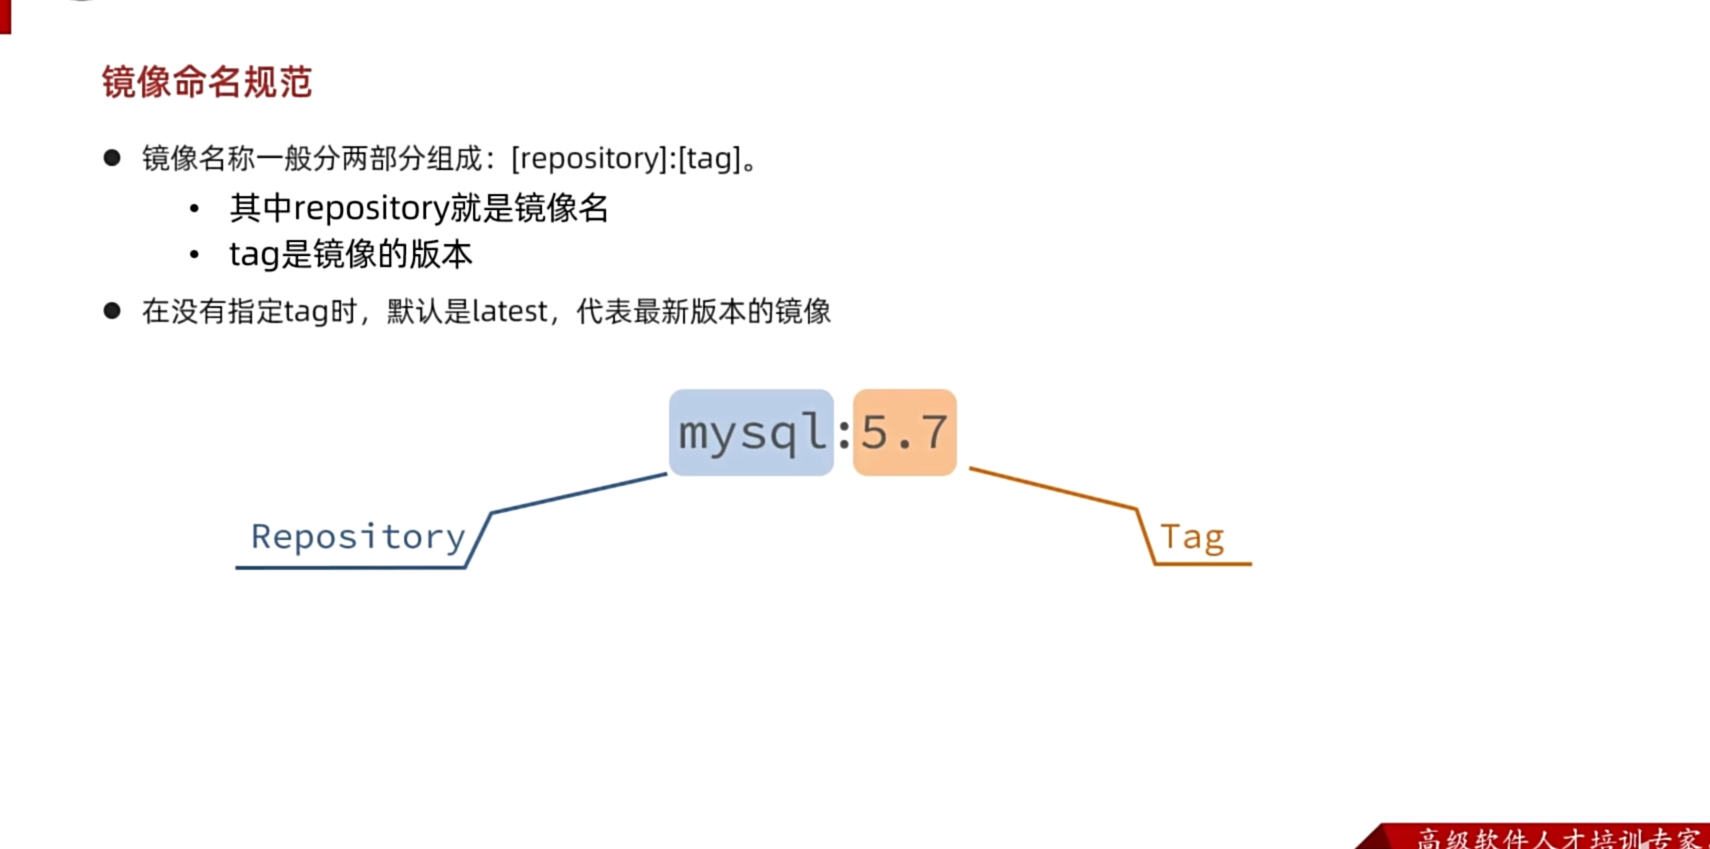 镜像命名规范
● 镜像名称一般分两部分组成：[repository]:[tag]。
• 其中repository就是镜像名
• tag是镜像的版本
● 在没有指定tag时，默认是latest，代表最新版本的镜像
mysql:5.7
Repository
Tag
高级软件人才培训专家